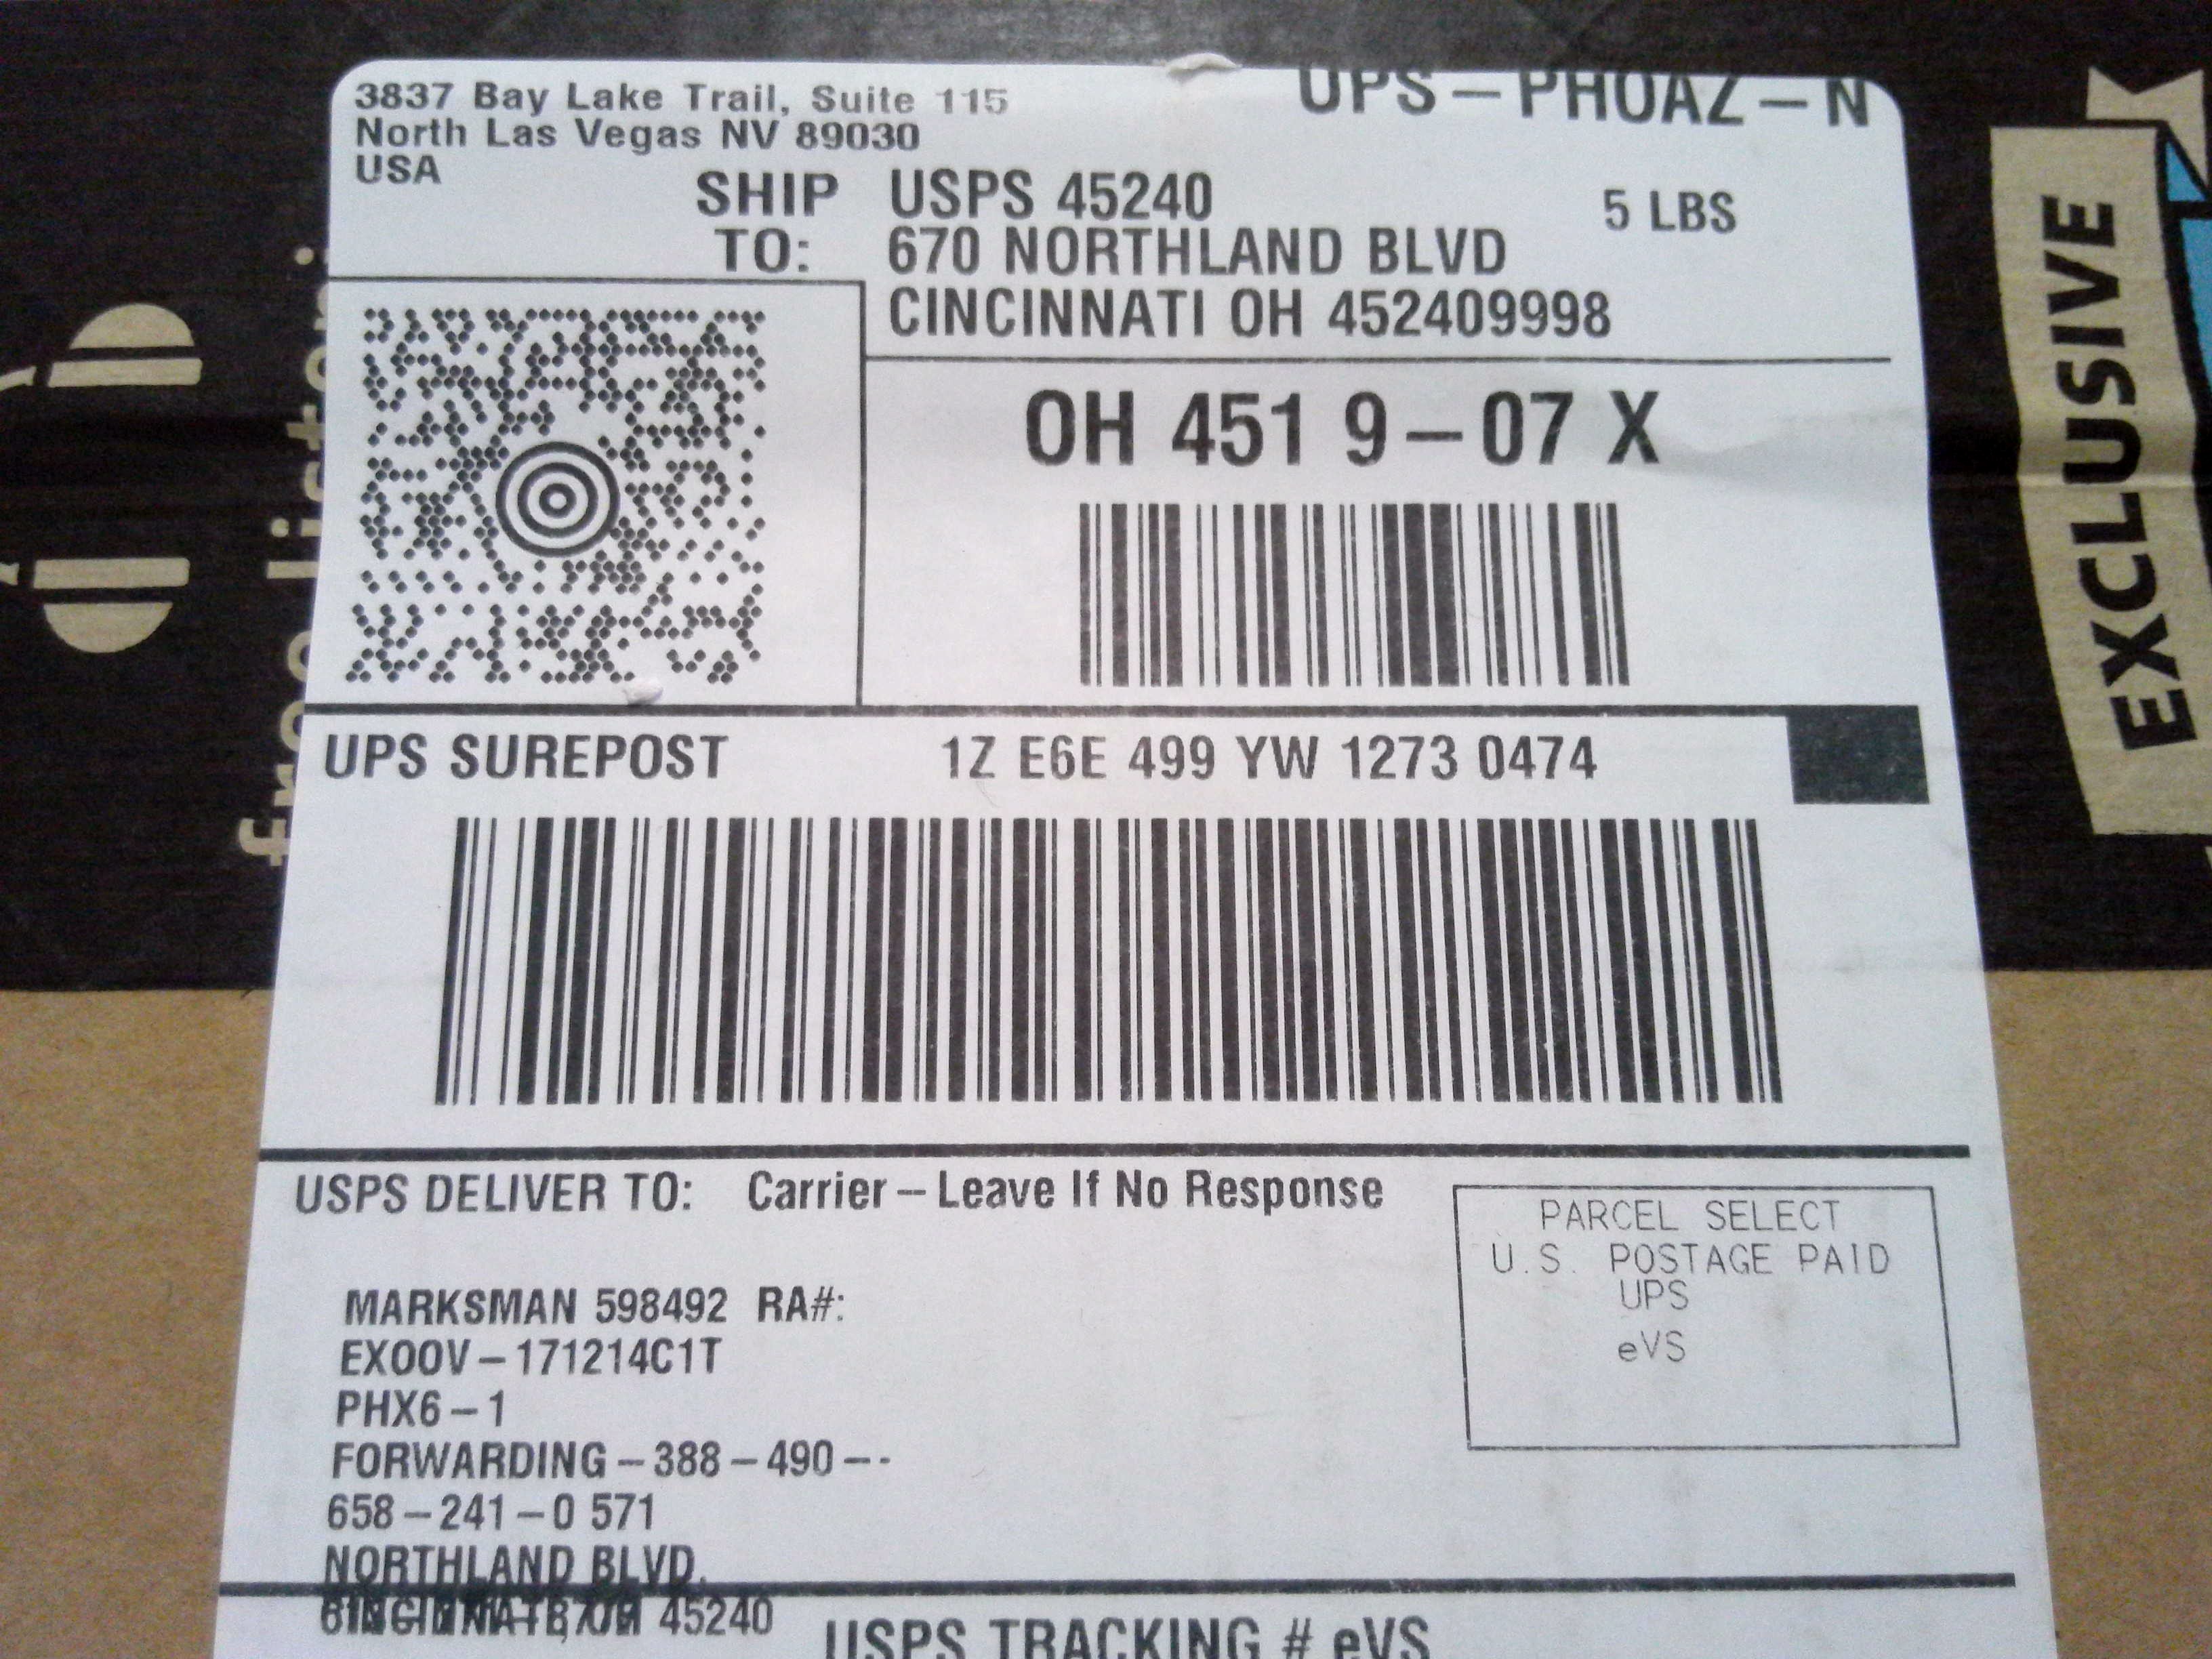 3837 Bay Lake Trail, Suite 115
North Las Vegas NV 89030
USA
UPS – PHOAZ – N
SHIP TO:
USPS 45240
670 NORTHLAND BLVD
CINCINNATI OH 452409998
5 LBS
OH 451 9 – 07 X
UPS SUREPOST
1Z E6E 499 YW 1273 0474
USPS DELIVER TO:
Carrier – Leave If No Response
PARCEL SELECT
U.S. POSTAGE PAID
UPS
eVS
MARKSMAN 598492 RA#:
EXOOV – 171214C1T
PHX6 – 1
FORWARDING – 388 – 490 – -
658 – 241 – 0 571
NORTHLAND BLVD.
45240
USPS TRACKING # eVS
EXCLUSIVE